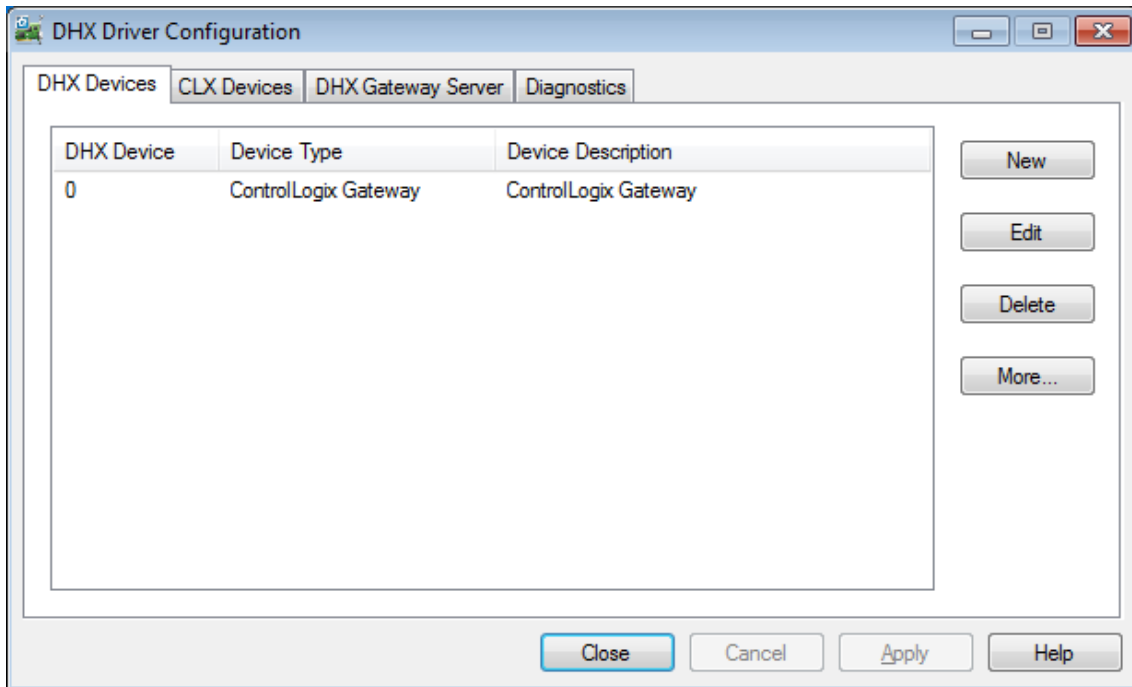 DHX Driver Configuration
DHX Devices CLX Devices DHX Gateway Server Diagnostics
DHX Device Device Type Device Description
0 ControlLogix Gateway ControlLogix Gateway
New
Edit
Delete
More...
Close Cancel Apply Help